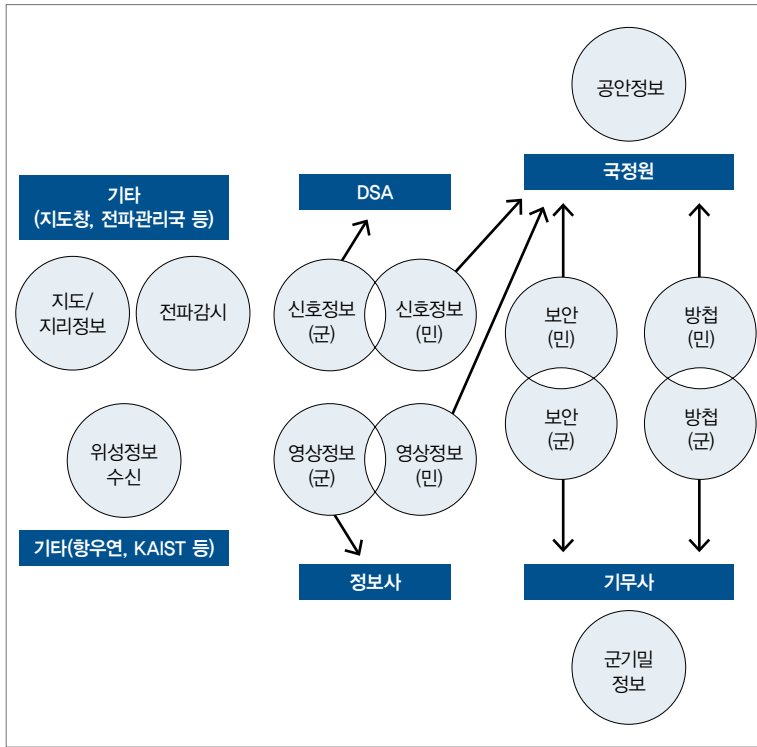 공안정보
국정원
기타
(지도창, 전파관리국 등)
DSA
지도/
지리정보
전파감시
신호정보
(군)
신호정보
(민)
보안
(민)
방첩
(민)
위성정보
수신
영상정보
(군)
영상정보
(민)
보안
(군)
방첩
(군)
기타(항우연, KAIST 등)
정보사
기무사
군기밀
정보